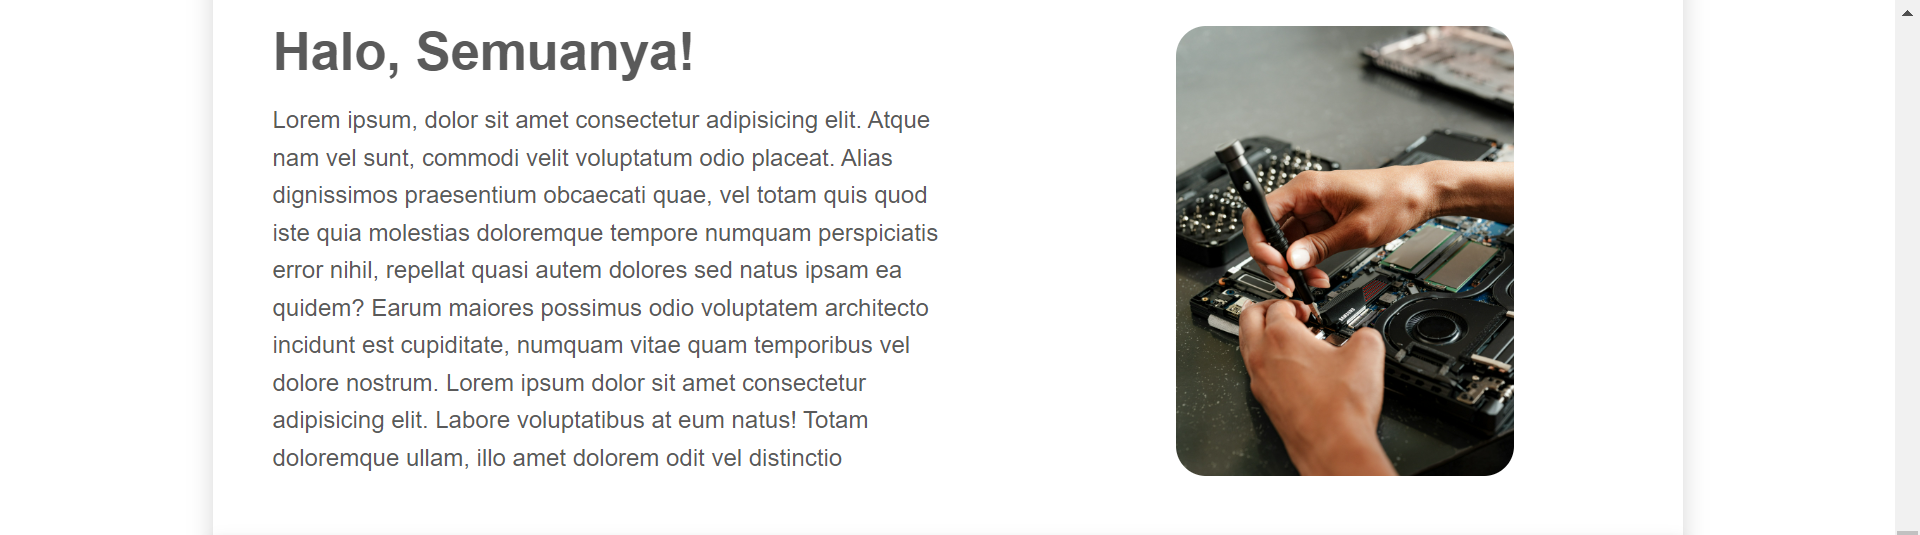 Halo, Semuanya!
Lorem ipsum, dolor sit amet consectetur adipisicing elit. Atque
nam vel sunt, commodi velit voluptatum odio placeat. Alias
dignissimos praesentium obcaecati quae, vel totam quis quod
iste quia molestias doloremque tempore numquam perspiciatis
error nihil, repellat quasi autem dolores sed natus ipsam ea
quidem? Earum maiores possimus odio voluptatem architecto
incidunt est cupiditate, numquam vitae quam temporibus vel
dolore nostrum. Lorem ipsum dolor sit amet consectetur
adipisicing elit. Labore voluptatibus at eum natus! Totam
doloremque ullam, illo amet dolorem odit vel distinctio
SAMSUNG